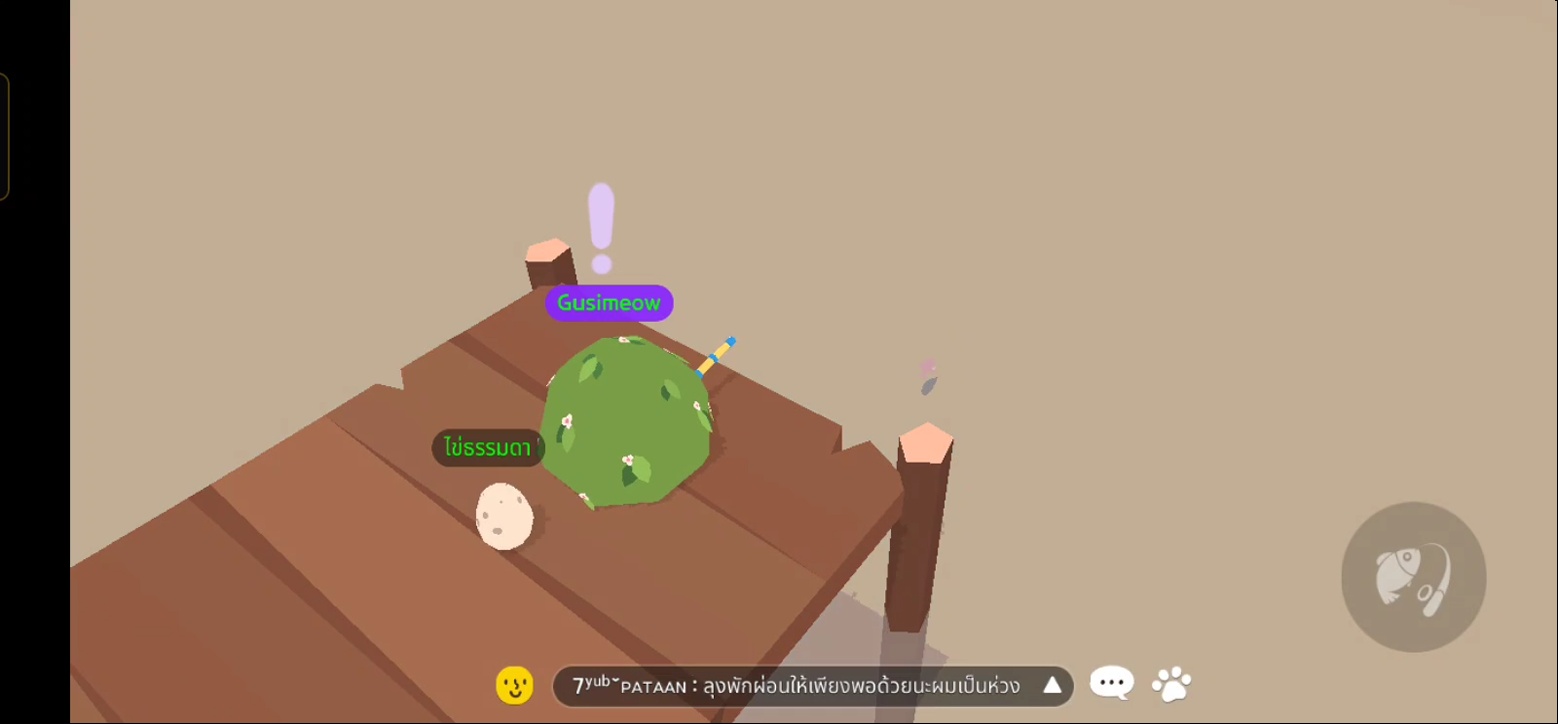 Gusimeow
ไข่ธรรมดา
7ʸᵘᵇ˘ᴘᴀᴛᴀᴀɴ : ลุงพักผ่อนให้เพียงพอด้วยนะผมเป็นห่วง